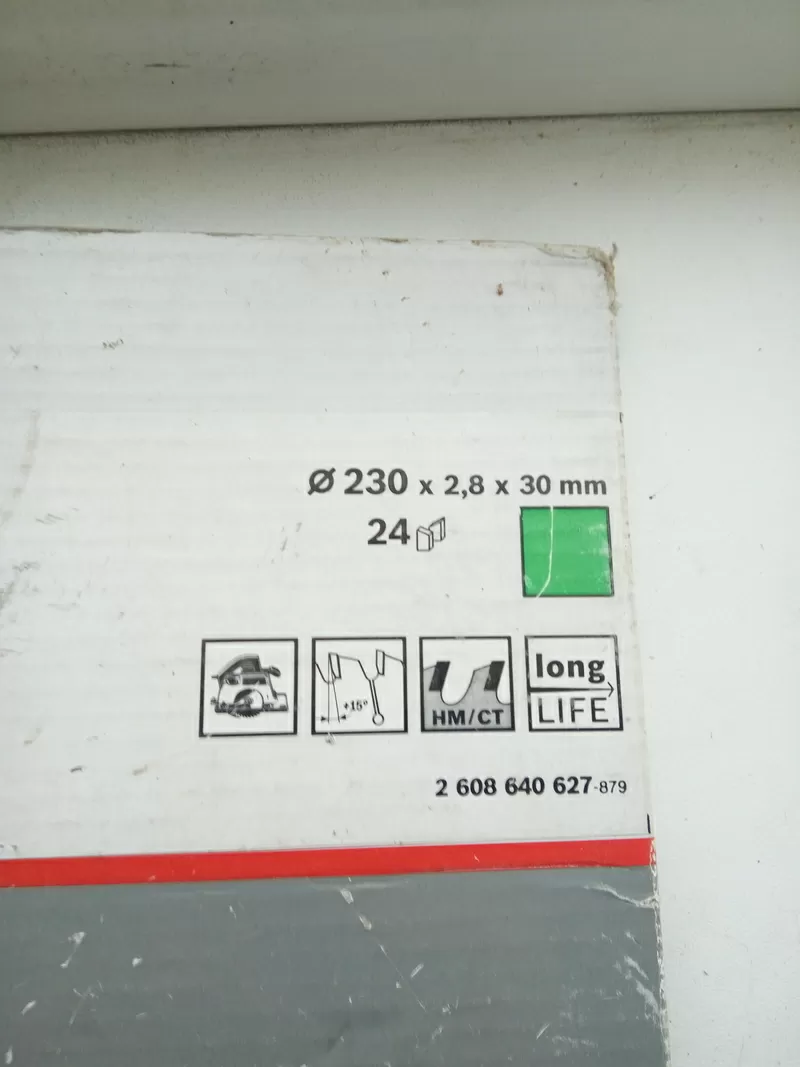 Ø 230 x 2,8 x 30 mm
24
+15°
HM/CT
long
LIFE
2 608 640 627-879